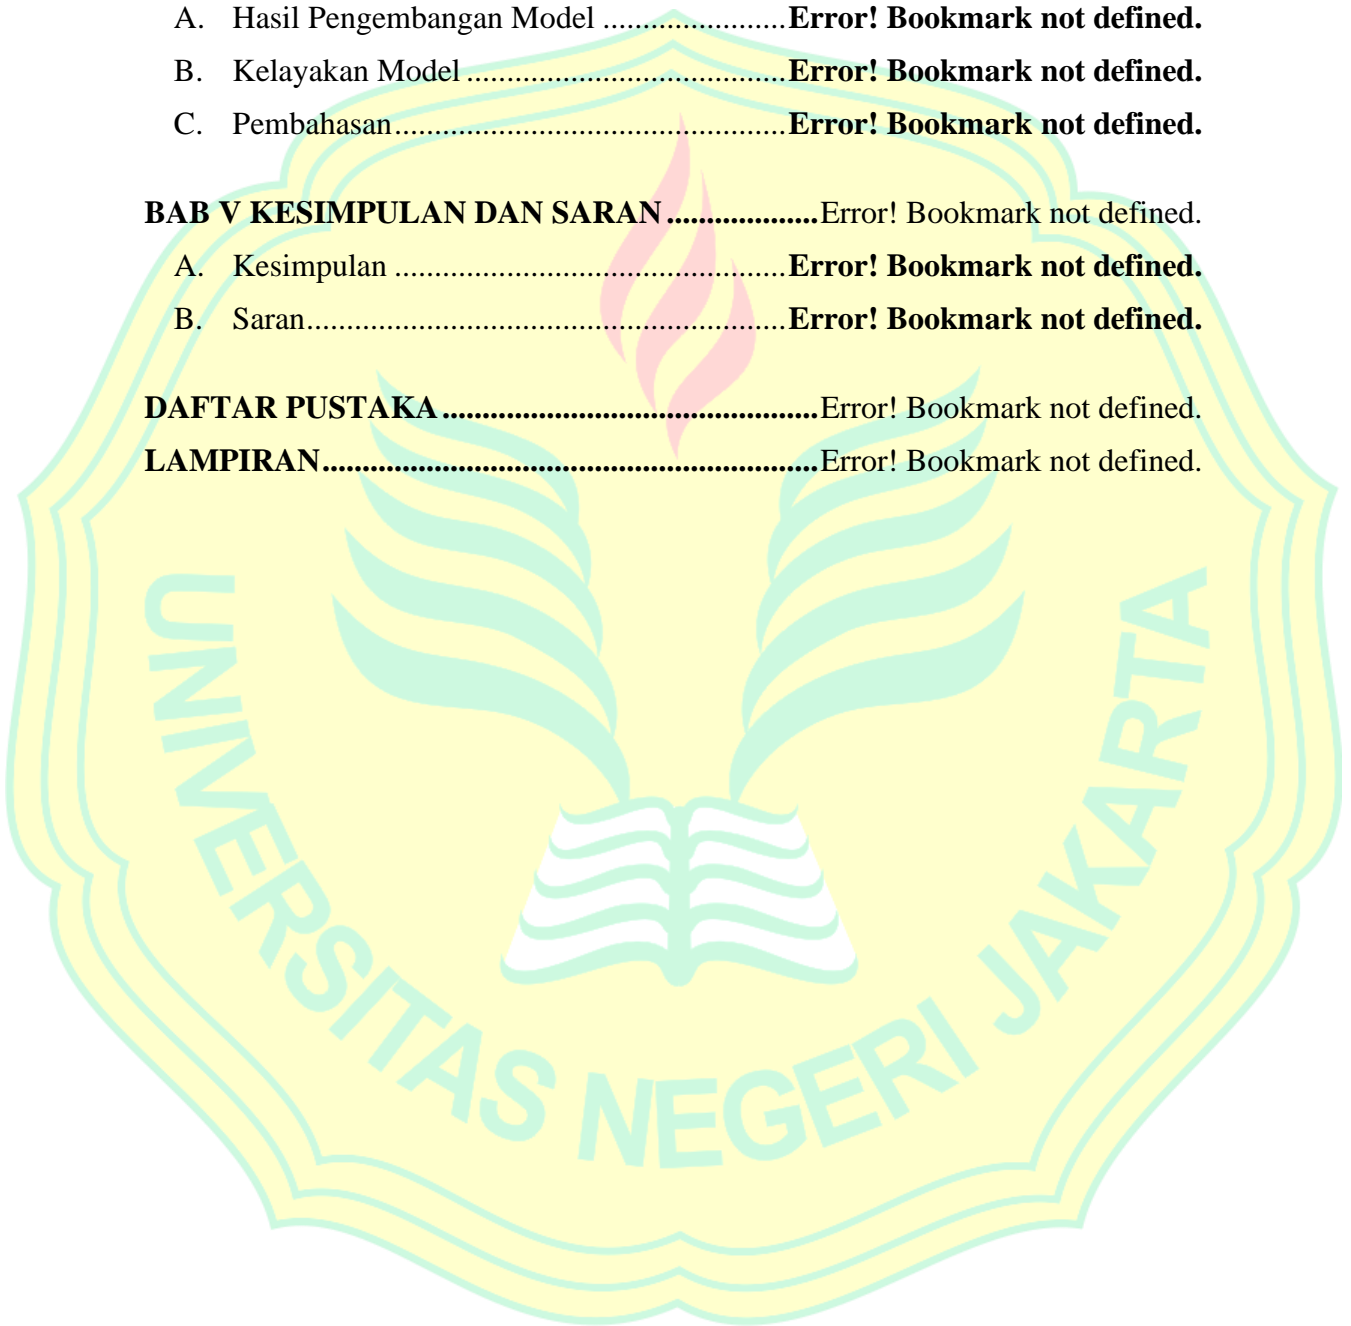 A. Hasil Pengembangan Model .......................Error! Bookmark not defined.
B. Kelayakan Model ........................................Error! Bookmark not defined.
C. Pembahasan.................................................Error! Bookmark not defined.
BAB V KESIMPULAN DAN SARAN ..................Error! Bookmark not defined.
A. Kesimpulan .................................................Error! Bookmark not defined.
B. Saran............................................................Error! Bookmark not defined.
DAFTAR PUSTAKA .............................................Error! Bookmark not defined.
LAMPIRAN............................................................Error! Bookmark not defined.
UNIVERSITAS NEGERI JAKARTA